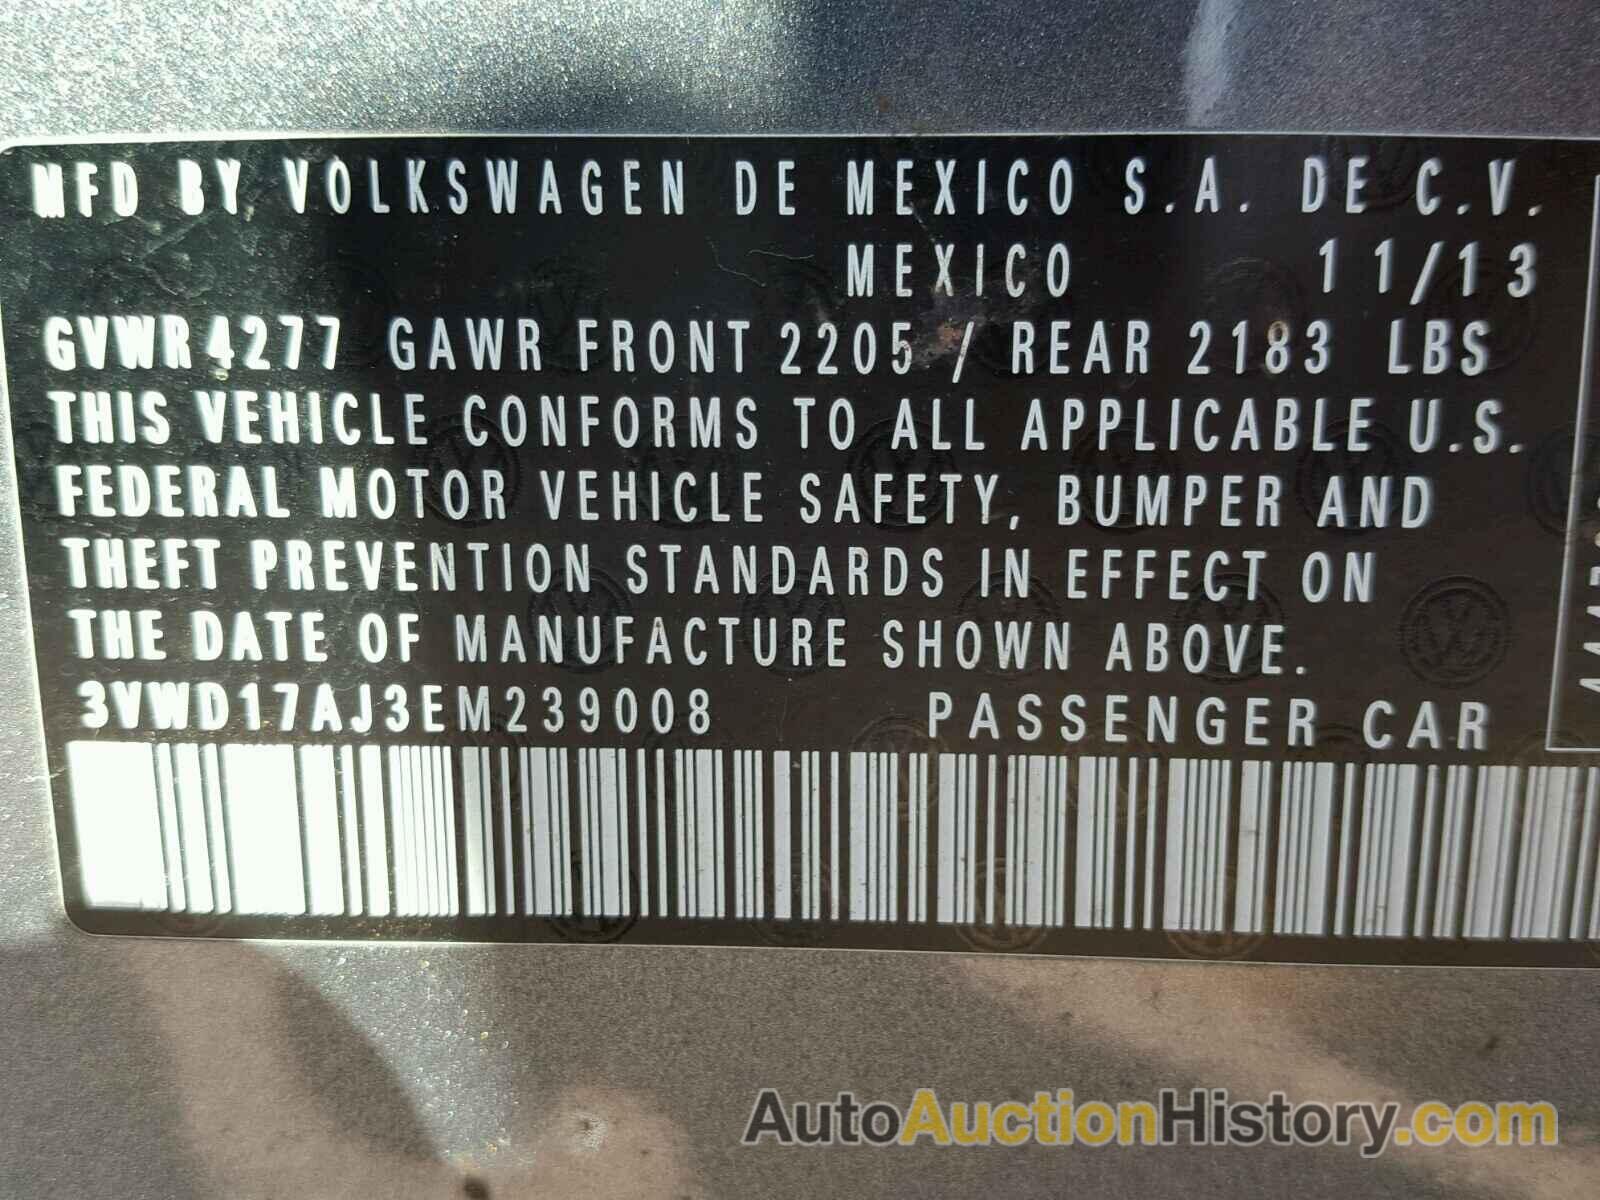 MFD BY VOLKSWAGEN DE MEXICO S.A. DE C.V.
MEXICO 11/13
GVWR 4277 GAWR FRONT 2205 / REAR 2183 LBS
THIS VEHICLE CONFORMS TO ALL APPLICABLE U.S.
FEDERAL MOTOR VEHICLE SAFETY, BUMPER AND
THEFT PREVENTION STANDARDS IN EFFECT ON
THE DATE OF MANUFACTURE SHOWN ABOVE.
3VWD17AJ3EM239008 PASSENGER CAR
AutoAuctionHistory.com